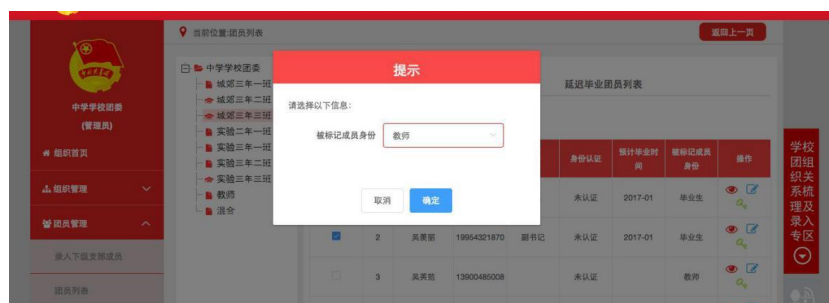 当前位置:团员列表
返回上一页
中学学校团委
(管理员)
组织首页
组织管理
团员管理
录入下级支部成员
团员列表
中学学校团委
城郊三年一班
城郊三年二班
城郊三年三班
实验二年一班
实验三年一班
实验三年二班
实验三年三班
教师
混合
提示
请选择以下信息:
被标记成员身份 教师
取消 确定
延迟毕业团员列表
身份认证 预计毕业时间 被标记成员身份 操作
未认证 2017-01 毕业生
2 19954321870 副书记 未认证 2017-01 毕业生
3 13900485008 未认证 教师
学校团组织关系梳理及录入专区